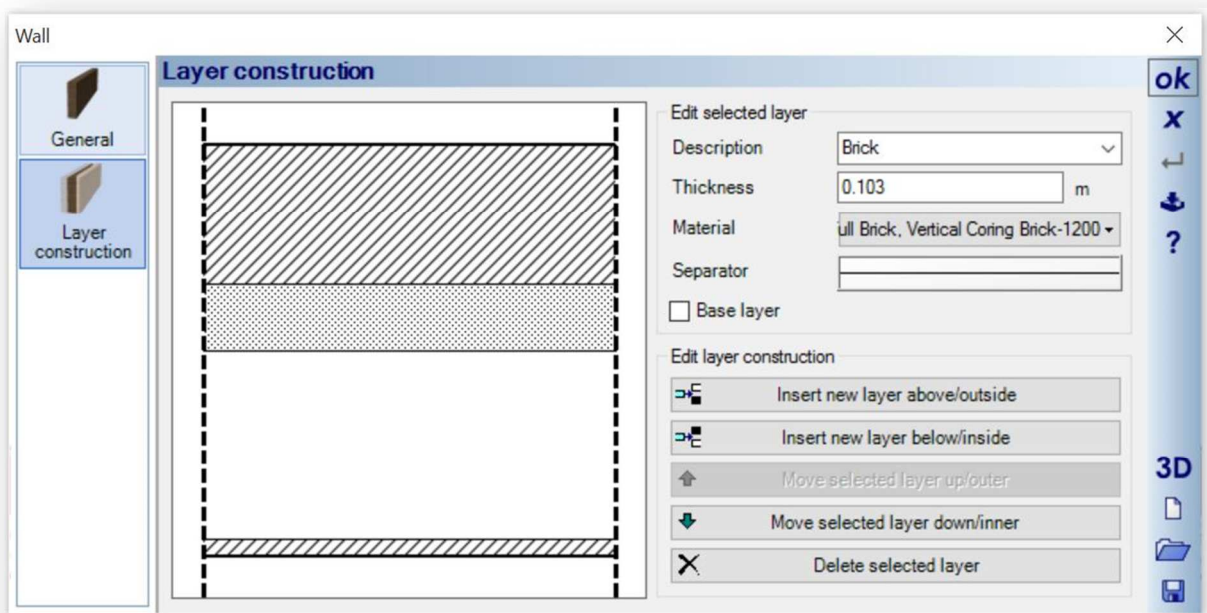 Wall
General
Layer
construction
Layer construction
Edit selected layer
Description
Brick
Thickness
0.103
m
Material
ull Brick, Vertical Coring Brick-1200
Separator
Base layer
Edit layer construction
Insert new layer above/outside
Insert new layer below/inside
Move selected layer up/outer
Move selected layer down/inner
Delete selected layer
ok
x
?
3D